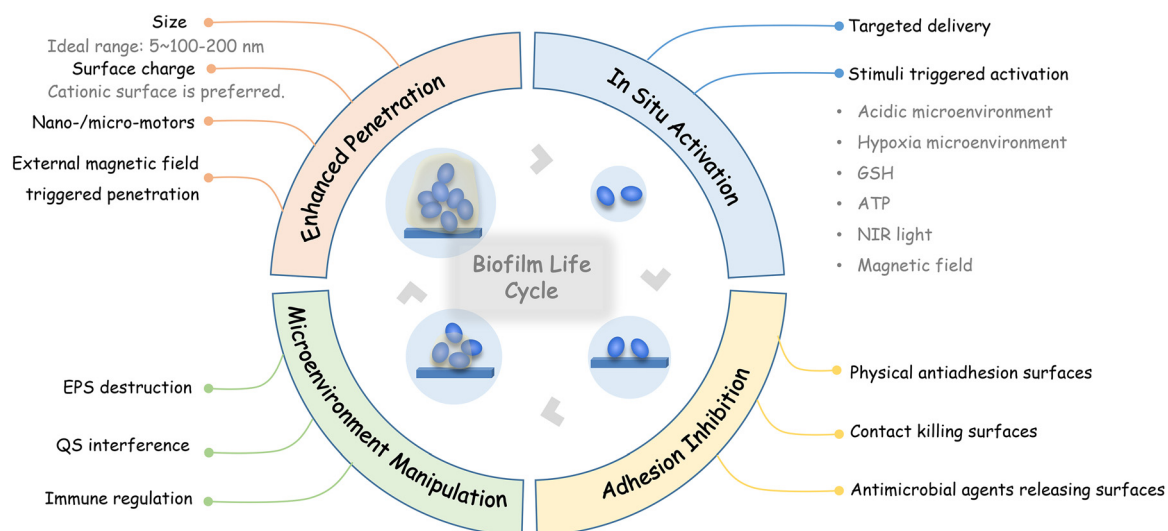 Size
Ideal range: 5~100-200 nm
Surface charge
Cationic surface is preferred.
Nano-/micro-motors
External magnetic field
triggered penetration
Enhanced Penetration
In Situ Activation
Targeted delivery
Stimuli triggered activation
• Acidic microenvironment
• Hypoxia microenvironment
• GSH
• ATP
• NIR light
• Magnetic field
Biofilm Life
Cycle
EPS destruction
QS interference
Immune regulation
Microenvironment Manipulation
Adhesion Inhibition
Physical antiadhesion surfaces
Contact killing surfaces
Antimicrobial agents releasing surfaces